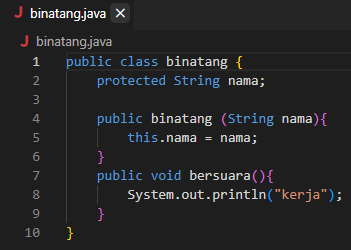 J binatang.java ×
J binatang.java
1 public class binatang {
2     protected String nama;
3
4     public binatang (String nama){
5         this.nama = nama;
6     }
7     public void bersuara(){
8         System.out.println("kerja");
9     }
10 }